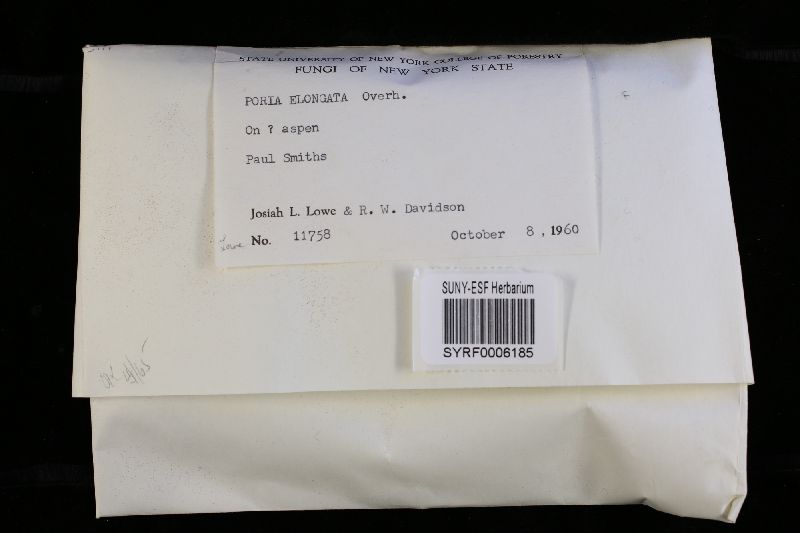 STATE UNIVERSITY OF NEW YORK COLLEGE OF FORESTRY
FUNGI OF NEW YORK STATE
PORIA ELONGATA Overh.
On ? aspen
Paul Smiths
Josiah L. Lowe & R. W. Davidson
Lowe No. 11758 October 8, 1960
SUNY-ESF Herbarium
SYRF0006185